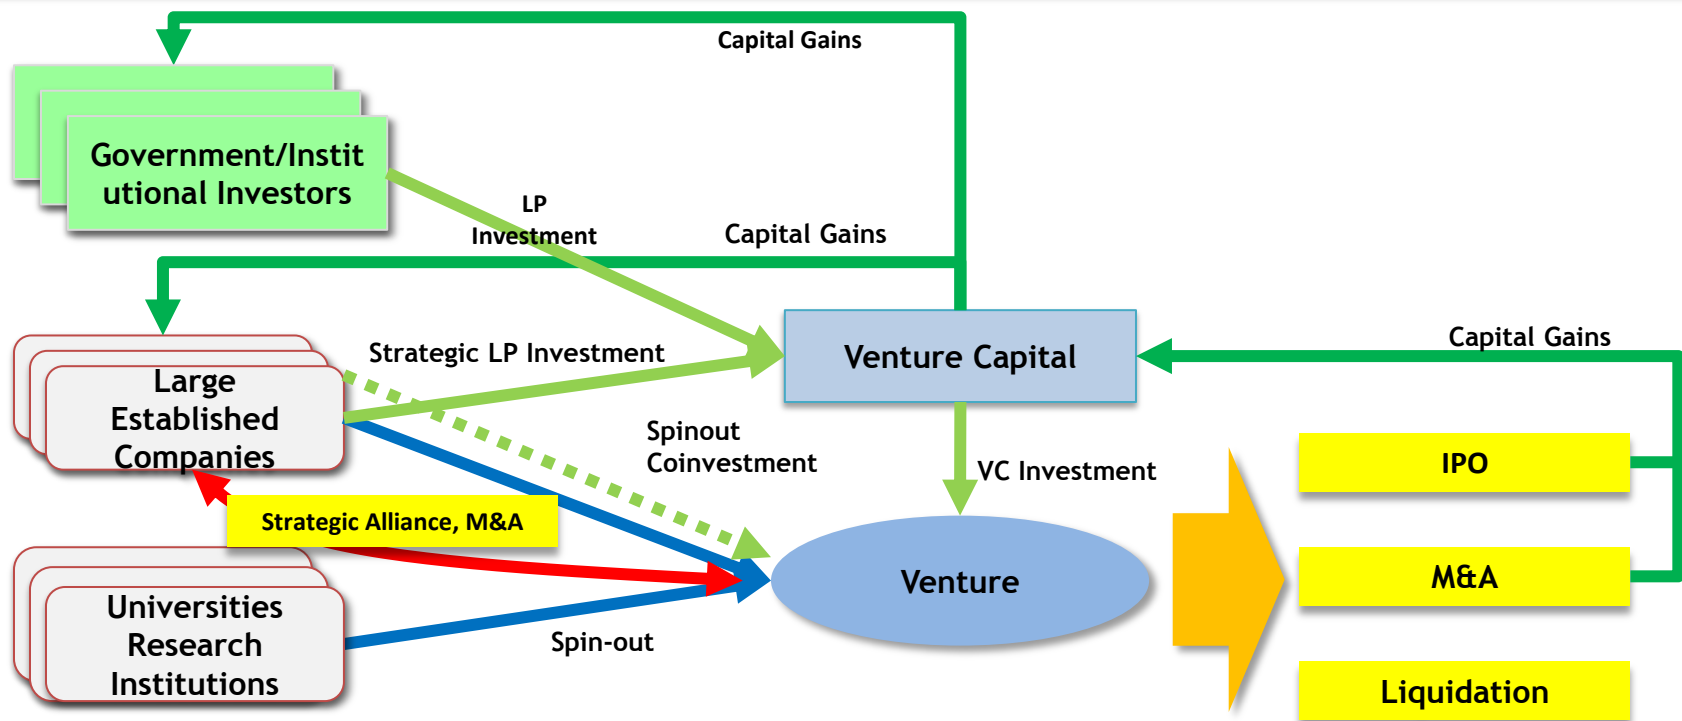 Capital Gains
Government/Instit
utional Investors
LP
Investment
Capital Gains
Strategic LP Investment
Venture Capital
Capital Gains
Large
Established
Companies
Spinout
Coinvestment
VC Investment
IPO
Strategic Alliance, M&A
Venture
M&A
Universities
Research
Institutions
Spin-out
Liquidation